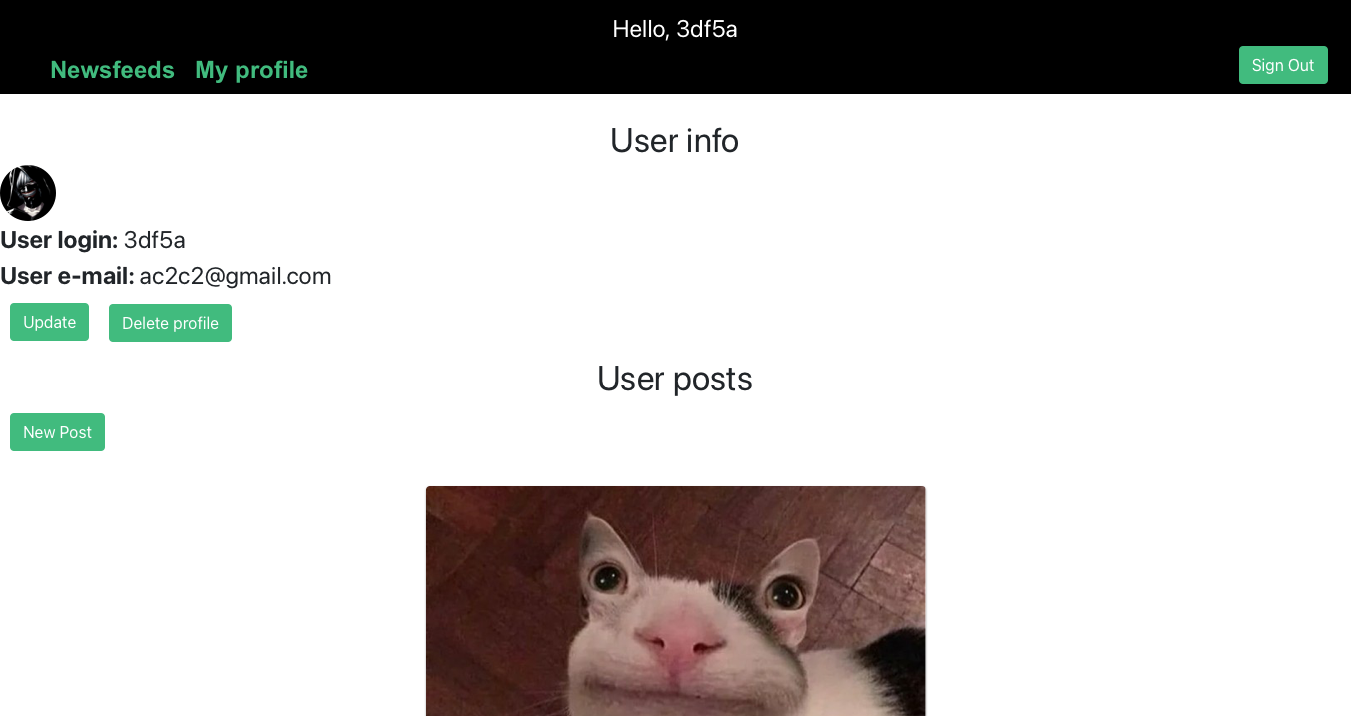 Hello, 3df5a
Newsfeeds My profile
Sign Out
User info
User login: 3df5a
User e-mail: ac2c2@gmail.com
Update Delete profile
User posts
New Post